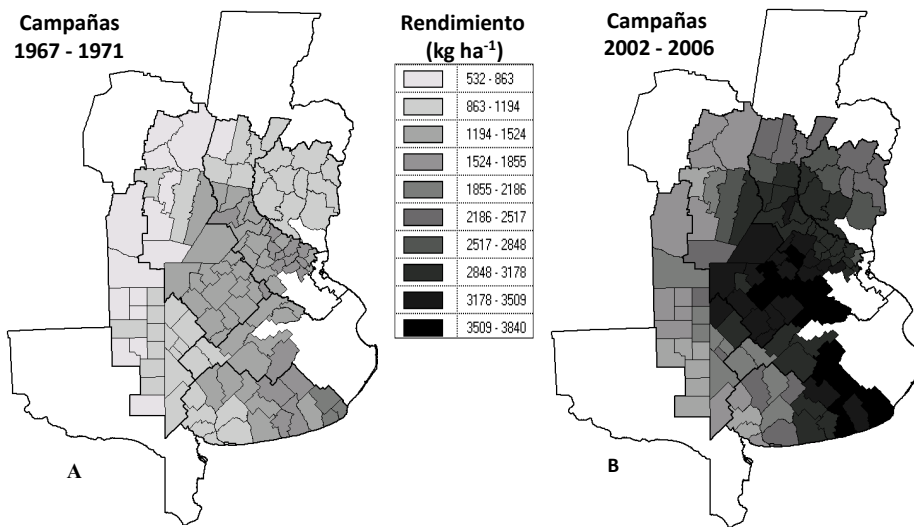 Campañas
1967 - 1971
Rendimiento
(kg ha⁻¹)
532 - 863
863 - 1194
1194 - 1524
1524 - 1855
1855 - 2186
2186 - 2517
2517 - 2848
2848 - 3178
3178 - 3509
3509 - 3840
Campañas
2002 - 2006
A
B